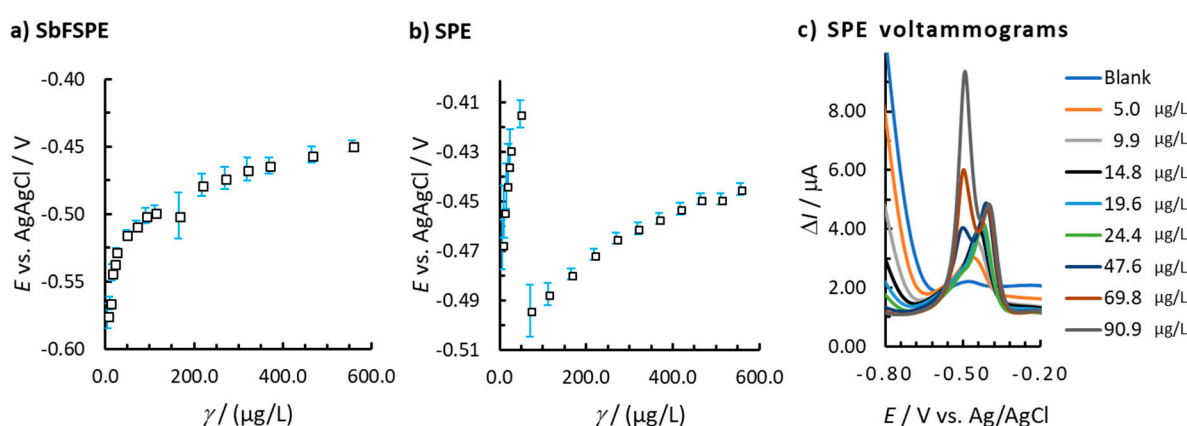 a) SbFSPE
-0.40
-0.45
-0.50
-0.55
-0.60
E vs. AgAgCl / V
0.0 200.0 400.0 600.0
γ / (µg/L)
b) SPE
-0.41
-0.43
-0.45
-0.47
-0.49
-0.51
E vs. AgAgCl / V
0.0 200.0 400.0 600.0
γ / (µg/L)
c) SPE voltammograms
8.00
6.00
4.00
2.00
0.00
ΔI / µA
-0.80 -0.50 -0.20
E / V vs. Ag/AgCl
Blank
5.0 µg/L
9.9 µg/L
14.8 µg/L
19.6 µg/L
24.4 µg/L
47.6 µg/L
69.8 µg/L
90.9 µg/L